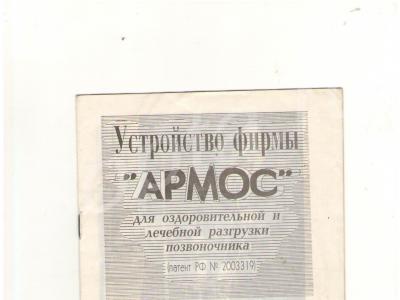 Устройство фирмы
"АРМОС"
для оздоровительной и
лечебной разгрузки
позвоночника
(патент РФ № 2003319)